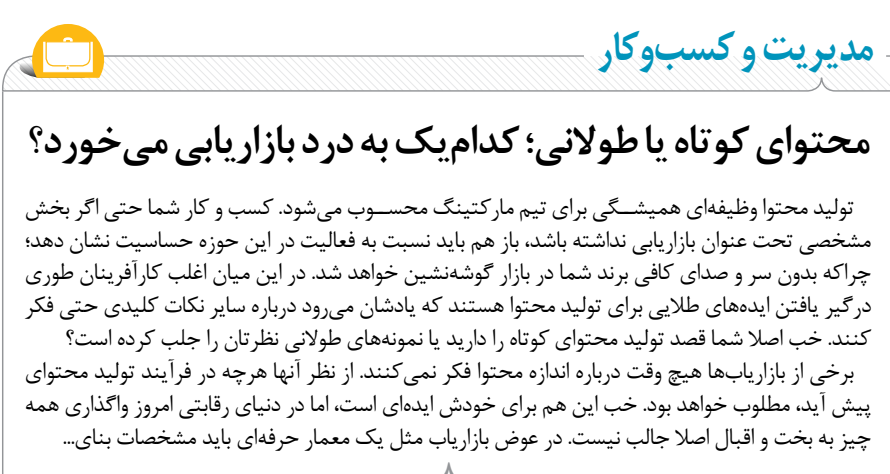 مدیریت و کسب‌وکار
محتوای کوتاه یا طولانی؛ کدام‌یک به درد بازاریابی می‌خورد؟
تولید محتوا وظیفه‌ای همیشـــگی برای تیم مارکتینگ محســـوب می‌شود. کسب و کار شما حتی اگر بخش
مشخصی تحت عنوان بازاریابی نداشته باشد، باز هم باید نسبت به فعالیت در این حوزه حساسیت نشان دهد؛
چراکه بدون سر و صدای کافی برند شما در بازار گوشه‌نشین خواهد شد. در این میان اغلب کارآفرینان طوری
درگیر یافتن ایده‌های طلایی برای تولید محتوا هستند که یادشان می‌رود درباره سایر نکات کلیدی حتی فکر
کنند. خب اصلا شما قصد تولید محتوای کوتاه را دارید یا نمونه‌های طولانی نظرتان را جلب کرده است؟
برخی از بازاریاب‌ها هیچ وقت درباره اندازه محتوا فکر نمی‌کنند. از نظر آنها هرچه در فرآیند تولید محتوای
پیش آید، مطلوب خواهد بود. خب این هم برای خودش ایده‌ای است، اما در دنیای رقابتی امروز واگذاری همه
چیز به بخت و اقبال اصلا جالب نیست. در عوض بازاریاب مثل یک معمار حرفه‌ای باید مشخصات بنای...